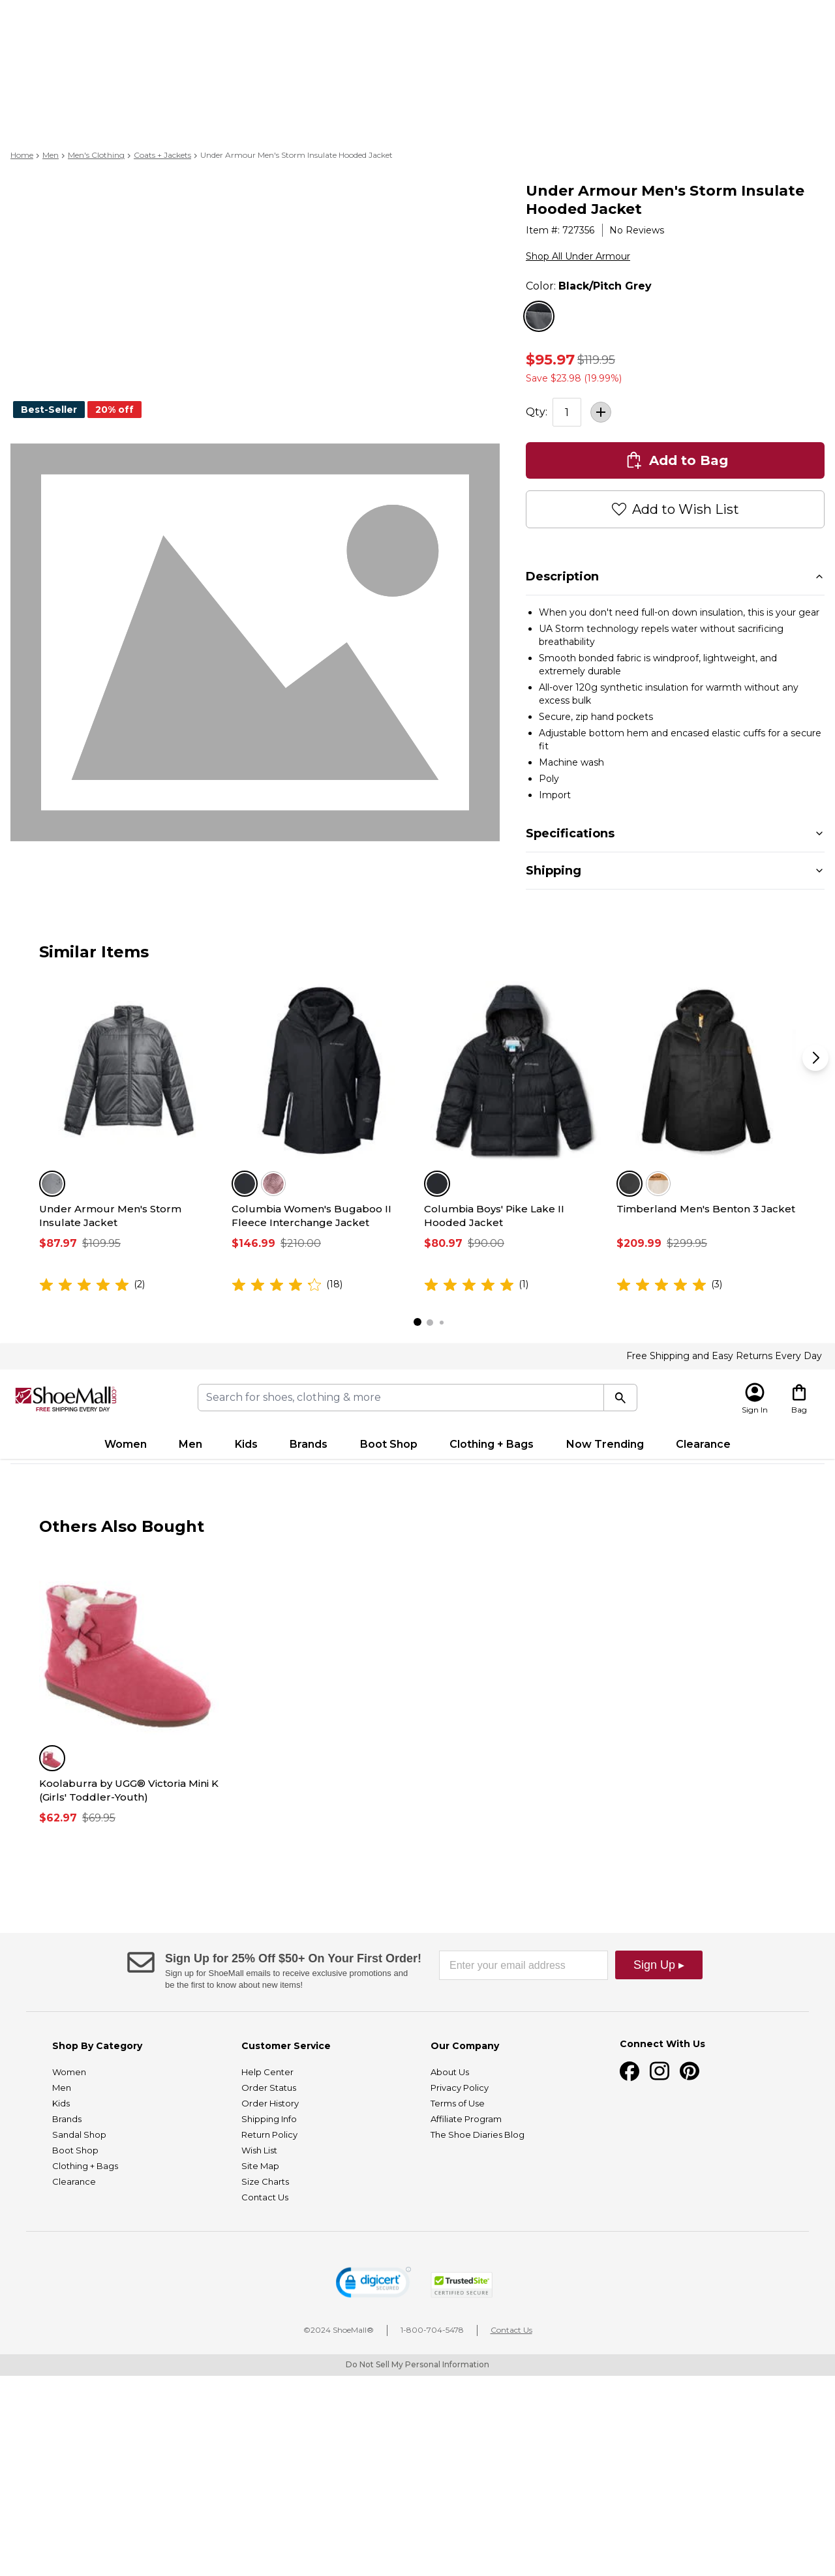 Home > Men > Men's Clothing > Coats + Jackets > Under Armour Men's Storm Insulate Hooded Jacket
Under Armour Men's Storm Insulate
Hooded Jacket
Item #: 727356 | No Reviews
Shop All Under Armour
Color: Black/Pitch Grey
$95.97 $119.95
Save $23.98 (19.99%)
Best-Seller 20% off
Qty: 1 +
Add to Bag
Add to Wish List
Description
• When you don't need full-on down insulation, this is your gear
• UA Storm technology repels water without sacrificing
breathability
• Smooth bonded fabric is windproof, lightweight, and
extremely durable
• All-over 120g synthetic insulation for warmth without any
excess bulk
• Secure, zip hand pockets
• Adjustable bottom hem and encased elastic cuffs for a secure
fit
• Machine wash
• Poly
• Import
Specifications
Shipping
Similar Items
Under Armour Men's Storm
Insulate Jacket
$87.97 $109.95
(2)
Columbia Women's Bugaboo II
Fleece Interchange Jacket
$146.99 $210.00
(18)
Columbia Boys' Pike Lake II
Hooded Jacket
$80.97 $90.00
(1)
Timberland Men's Benton 3 Jacket
$209.99 $299.95
(3)
Free Shipping and Easy Returns Every Day
ShoeMall.com
FREE SHIPPING EVERY DAY
Search for shoes, clothing & more
Sign In
Bag
Women Men Kids Brands Boot Shop Clothing + Bags Now Trending Clearance
Others Also Bought
Koolaburra by UGG® Victoria Mini K
(Girls' Toddler-Youth)
$62.97 $69.95
Sign Up for 25% Off $50+ On Your First Order!
Sign up for ShoeMall emails to receive exclusive promotions and
be the first to know about new items!
Enter your email address
Sign Up ▸
Shop By Category
Women
Men
Kids
Brands
Sandal Shop
Boot Shop
Clothing + Bags
Clearance
Customer Service
Help Center
Order Status
Order History
Shipping Info
Return Policy
Wish List
Site Map
Size Charts
Contact Us
Our Company
About Us
Privacy Policy
Terms of Use
Affiliate Program
The Shoe Diaries Blog
Connect With Us
digicert
SECURED
TrustedSite
CERTIFIED SECURE
©2024 ShoeMall® | 1-800-704-5478 | Contact Us
Do Not Sell My Personal Information